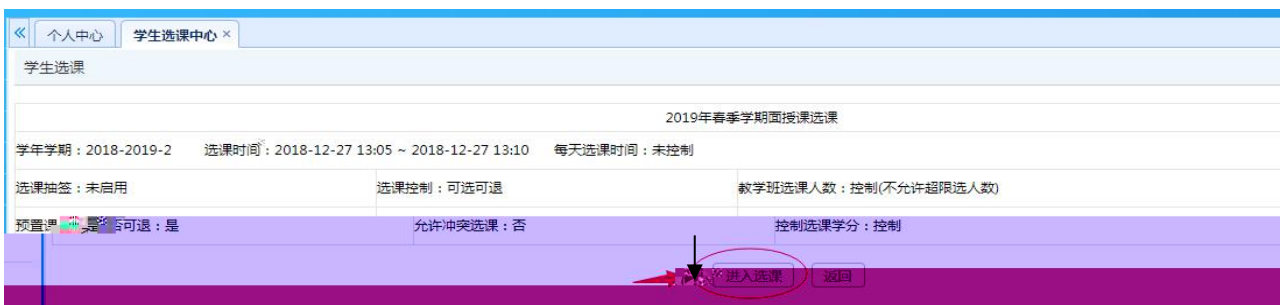 个人中心 学生选课中心 ×
学生选课
2019年春季学期面授课选课
学年学期：2018-2019-2 选课时间：2018-12-27 13:05 ~ 2018-12-27 13:10 每天选课时间：未控制
选课抽签：未启用 选课控制：可选可退 教学班选课人数：控制(不允许超限选人数)
预置课 是否可退：是 允许冲突选课：否 控制选课学分：控制
进入选课 返回